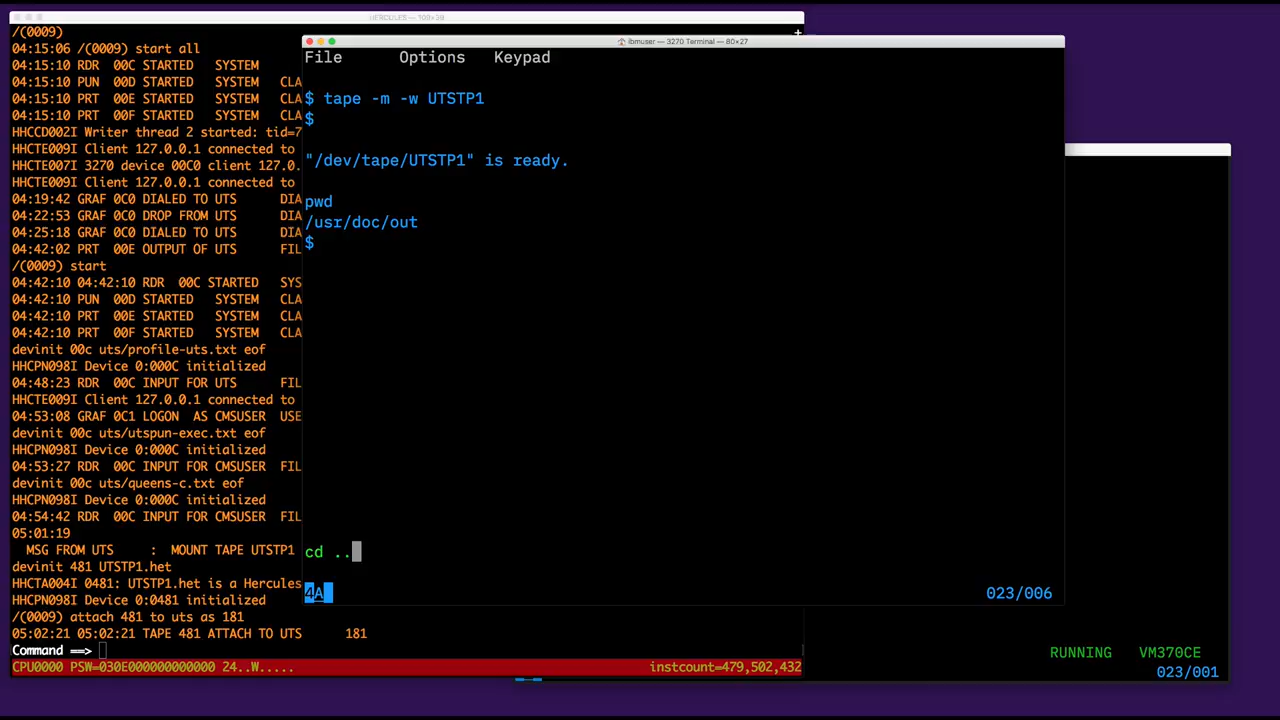 HERCULES — 109×39
/(0009)
04:15:06 /(0009) start all
04:15:10 RDR  00C STARTED   SYSTEM
04:15:10 PUN  00D STARTED   SYSTEM   CLA
04:15:10 PRT  00E STARTED   SYSTEM   CLA
04:15:10 PRT  00F STARTED   SYSTEM   CLA
HHCCD002I Writer thread 2 started: tid=7
HHCTE009I Client 127.0.0.1 connected to
HHCTE007I 3270 device 00C0 client 127.0.
HHCTE009I Client 127.0.0.1 connected to
04:19:42 GRAF 0C0 DIALED TO UTS      DIA
04:22:53 GRAF 0C0 DROP FROM UTS      DIA
04:25:18 GRAF 0C0 DIALED TO UTS      DIA
04:42:02 PRT  00E OUTPUT OF UTS      FIL
/(0009) start
04:42:10 04:42:10 RDR  00C STARTED   SYS
04:42:10 PUN  00D STARTED   SYSTEM   CLA
04:42:10 PRT  00E STARTED   SYSTEM   CLA
04:42:10 PRT  00F STARTED   SYSTEM   CLA
devinit 00c uts/profile-uts.txt eof
HHCPN098I Device 0:000C initialized
04:48:23 RDR  00C INPUT FOR UTS      FIL
HHCTE009I Client 127.0.0.1 connected to
04:53:08 GRAF 0C1 LOGON  AS CMSUSER  USE
devinit 00c uts/utspun-exec.txt eof
HHCPN098I Device 0:000C initialized
04:53:27 RDR  00C INPUT FOR CMSUSER  FIL
devinit 00c uts/queens-c.txt eof
HHCPN098I Device 0:000C initialized
04:54:42 RDR  00C INPUT FOR CMSUSER  FIL
05:01:19
  MSG FROM UTS     :  MOUNT TAPE UTSTP1
devinit 481 UTSTP1.het
HHCTA004I 0481: UTSTP1.het is a Hercules
HHCPN098I Device 0:0481 initialized
/(0009) attach 481 to uts as 181
05:02:21 05:02:21 TAPE 481 ATTACH TO UTS      181
Command ==>
CPU0000 PSW=030E000000000000 24..W.....    instcount=479,502,432
ibmuser — 3270 Terminal — 80×27
File      Options   Keypad
$ tape -m -w UTSTP1
$
"/dev/tape/UTSTP1" is ready.
pwd
/usr/doc/out
$
cd ..
4A    023/006
RUNNING   VM370CE
023/001